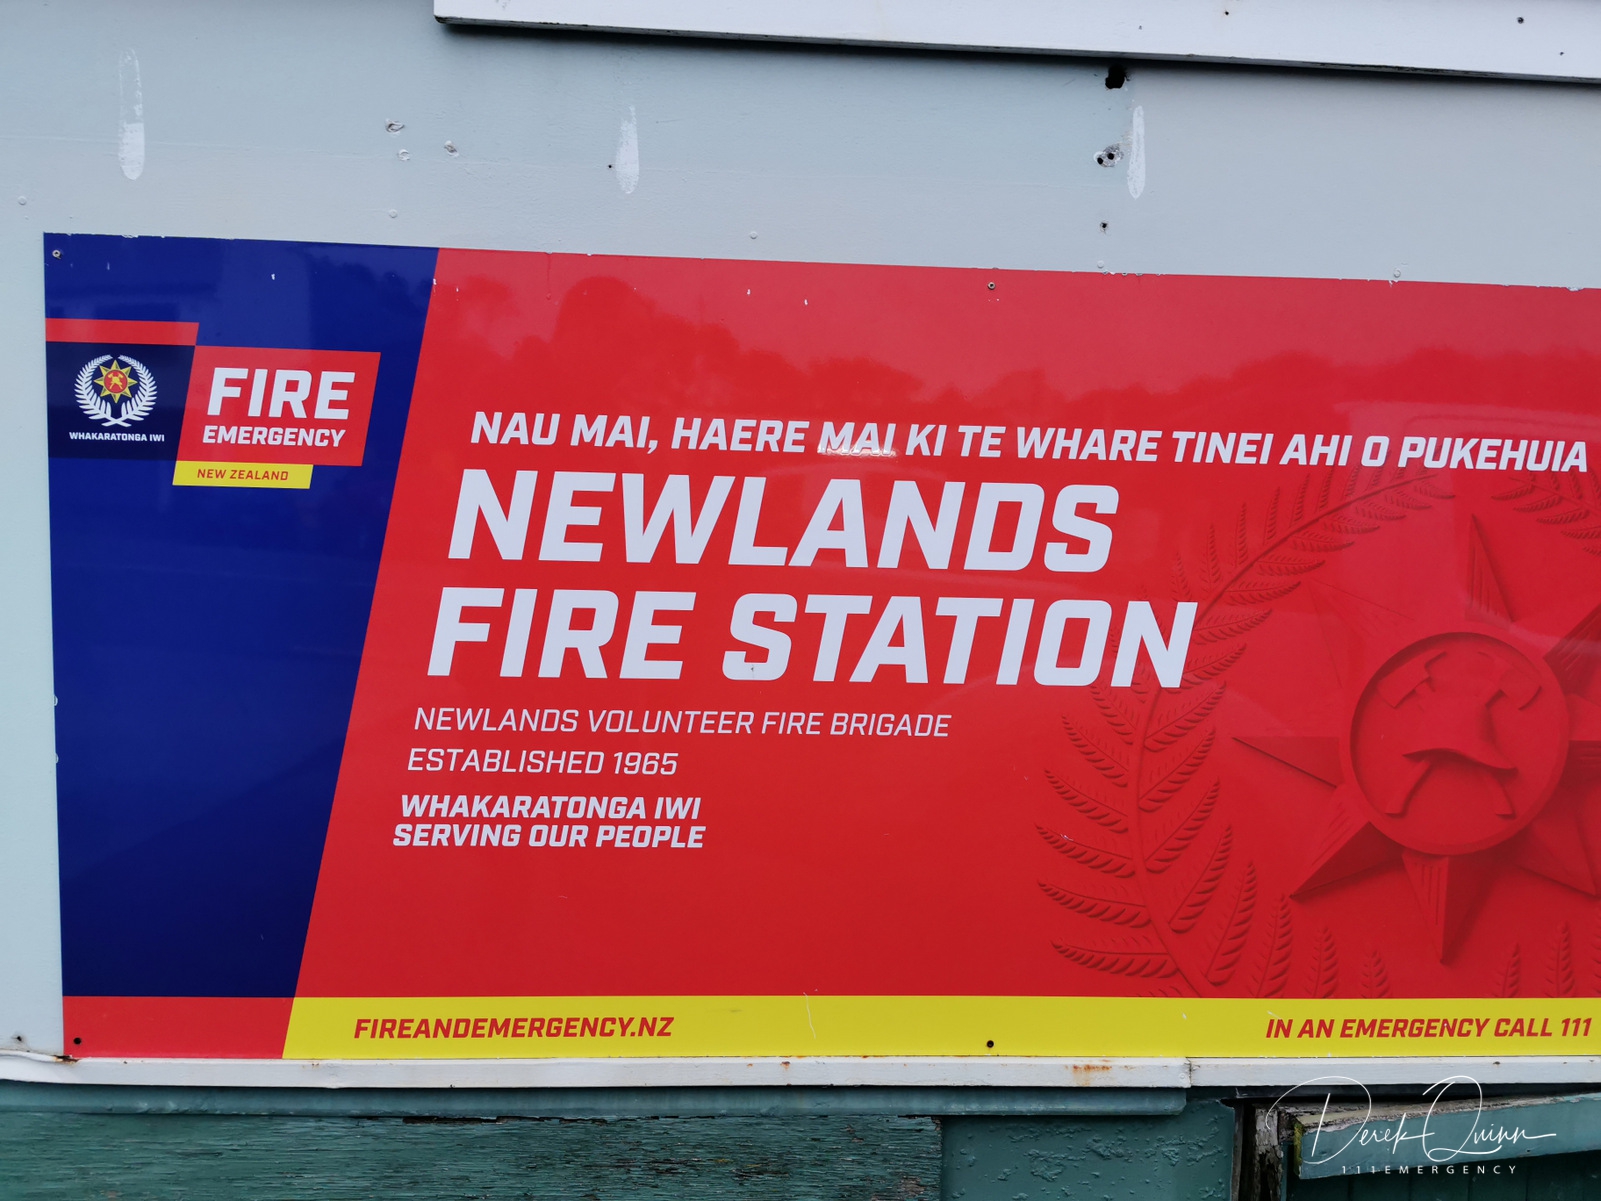 WHAKARATONGA IWI
FIRE
EMERGENCY
NEW ZEALAND
NAU MAI, HAERE MAI KI TE WHARE TINEI AHI O PUKEHUIA
NEWLANDS
FIRE STATION
NEWLANDS VOLUNTEER FIRE BRIGADE
ESTABLISHED 1965
WHAKARATONGA IWI
SERVING OUR PEOPLE
FIREANDEMERGENCY.NZ
IN AN EMERGENCY CALL 111
Derek Quinn
111EMERGENCY